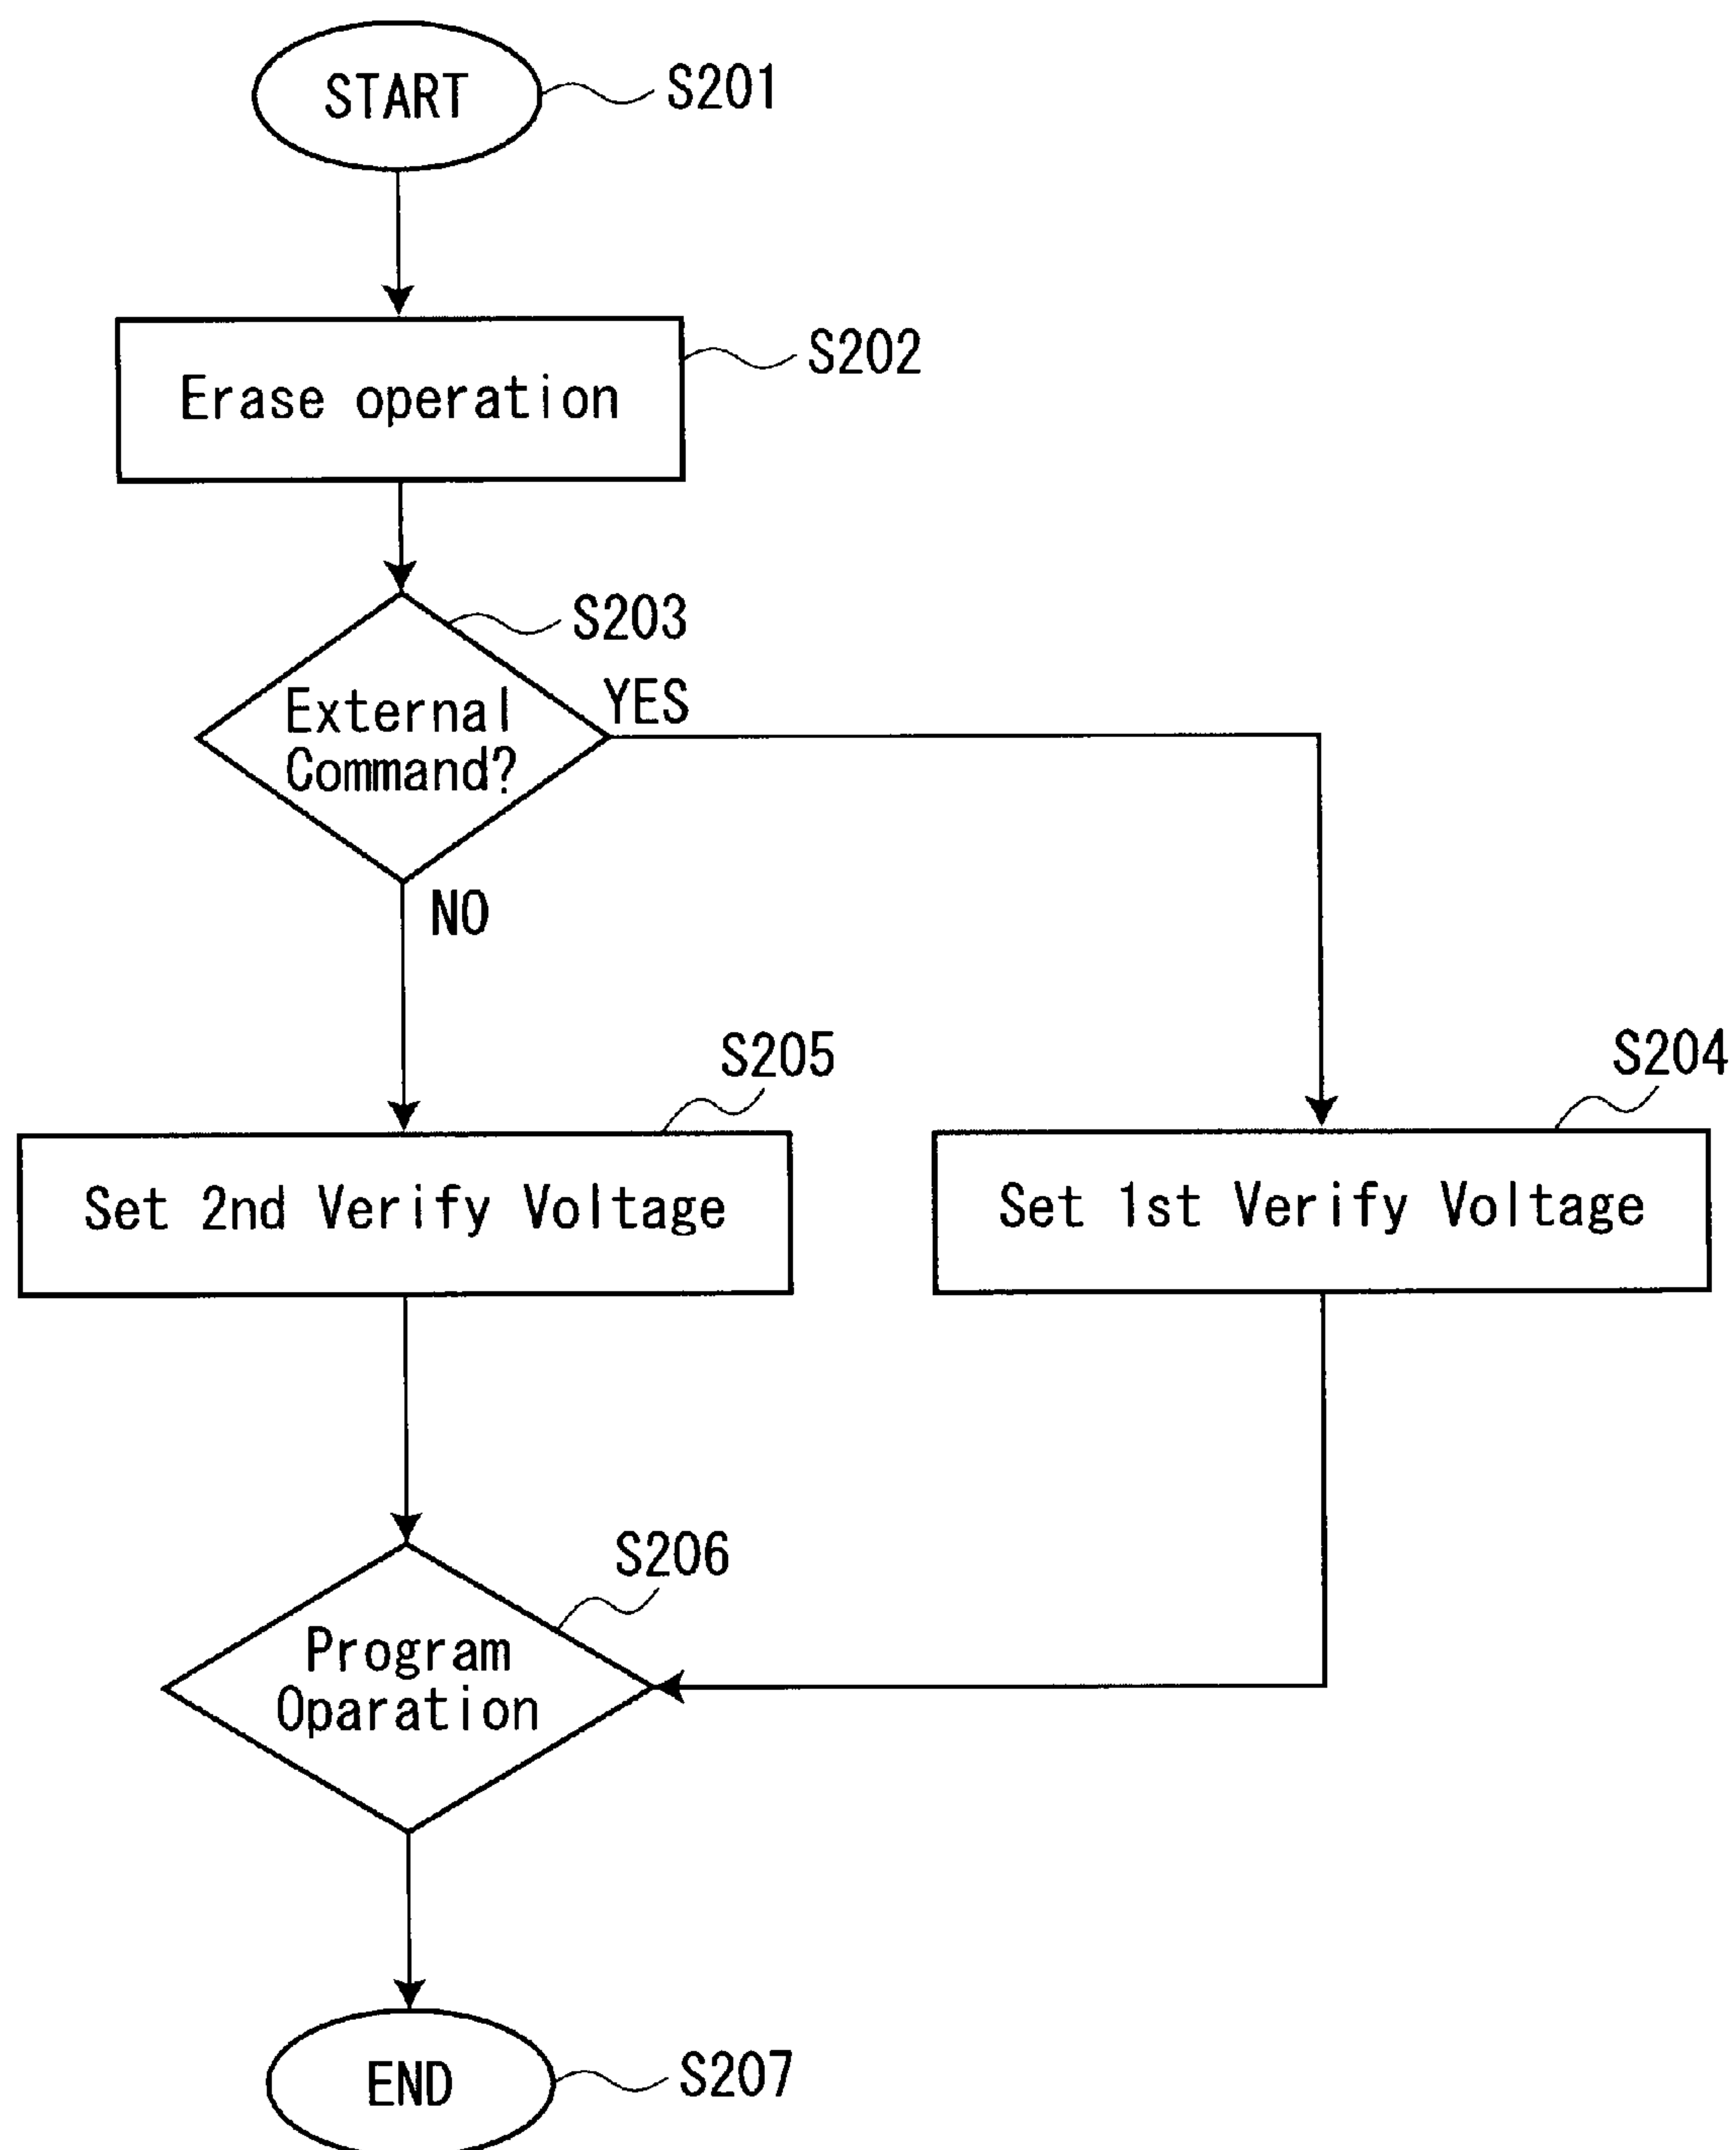 START
S201
S202
Erase operation
S203
External
Command?
YES
NO
S205
S204
Set 2nd Verify Voltage
Set 1st Verify Voltage
S206
Program
Oparation
END
S207